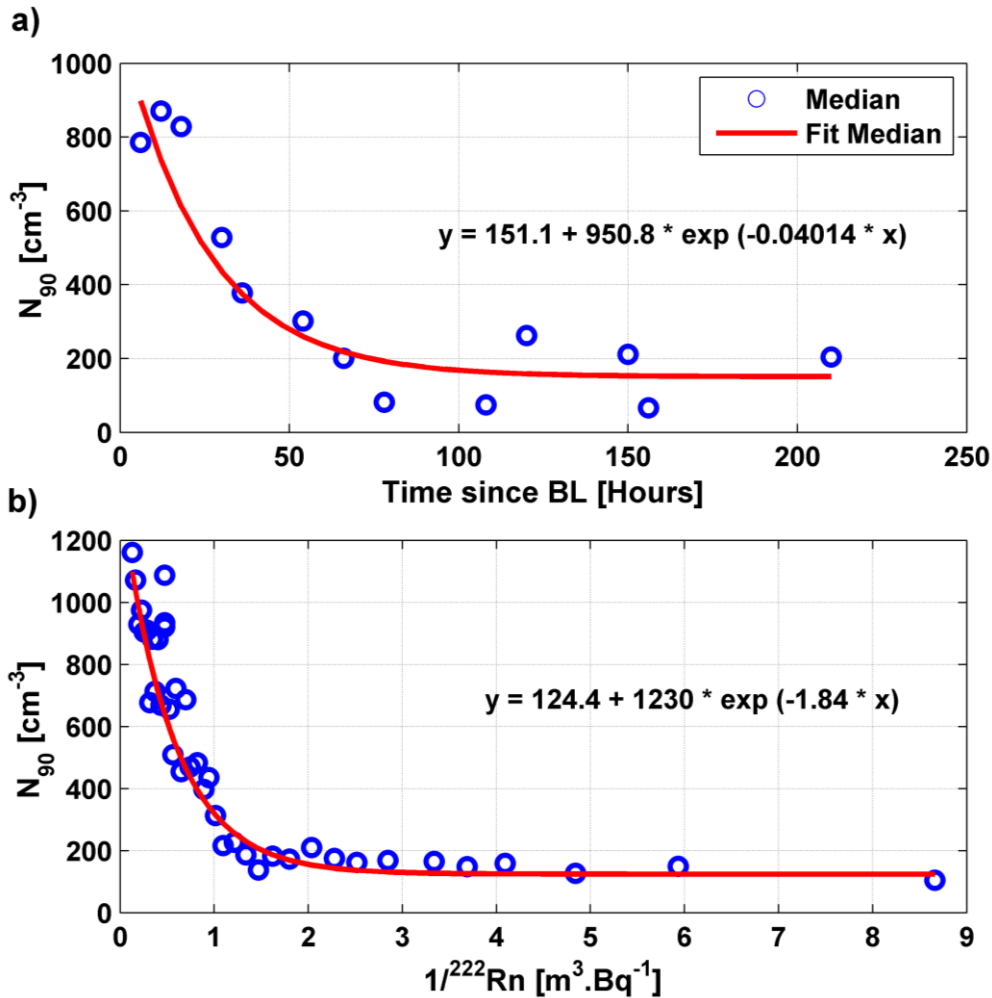 a)
1000
800
600
400
200
0
N90 [cm-3]
Median
Fit Median
y = 151.1 + 950.8 * exp (-0.04014 * x)
0 50 100 150 200 250
Time since BL [Hours]
b)
1200
1000
800
600
400
200
0
N90 [cm-3]
y = 124.4 + 1230 * exp (-1.84 * x)
0 1 2 3 4 5 6 7 8 9
1/222Rn [m3.Bq-1]